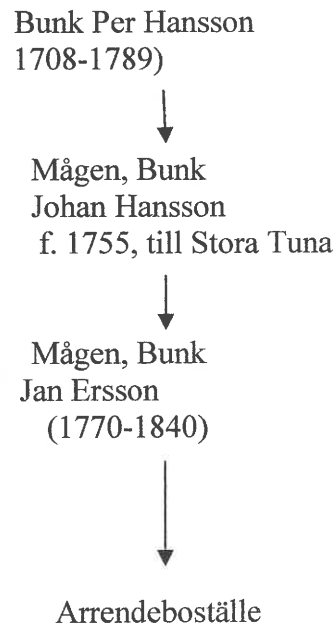 Bunk Per Hansson
1708-1789)
Mågen, Bunk
Johan Hansson
f. 1755, till Stora Tuna
Mågen, Bunk
Jan Ersson
(1770-1840)
Arrendeboställe